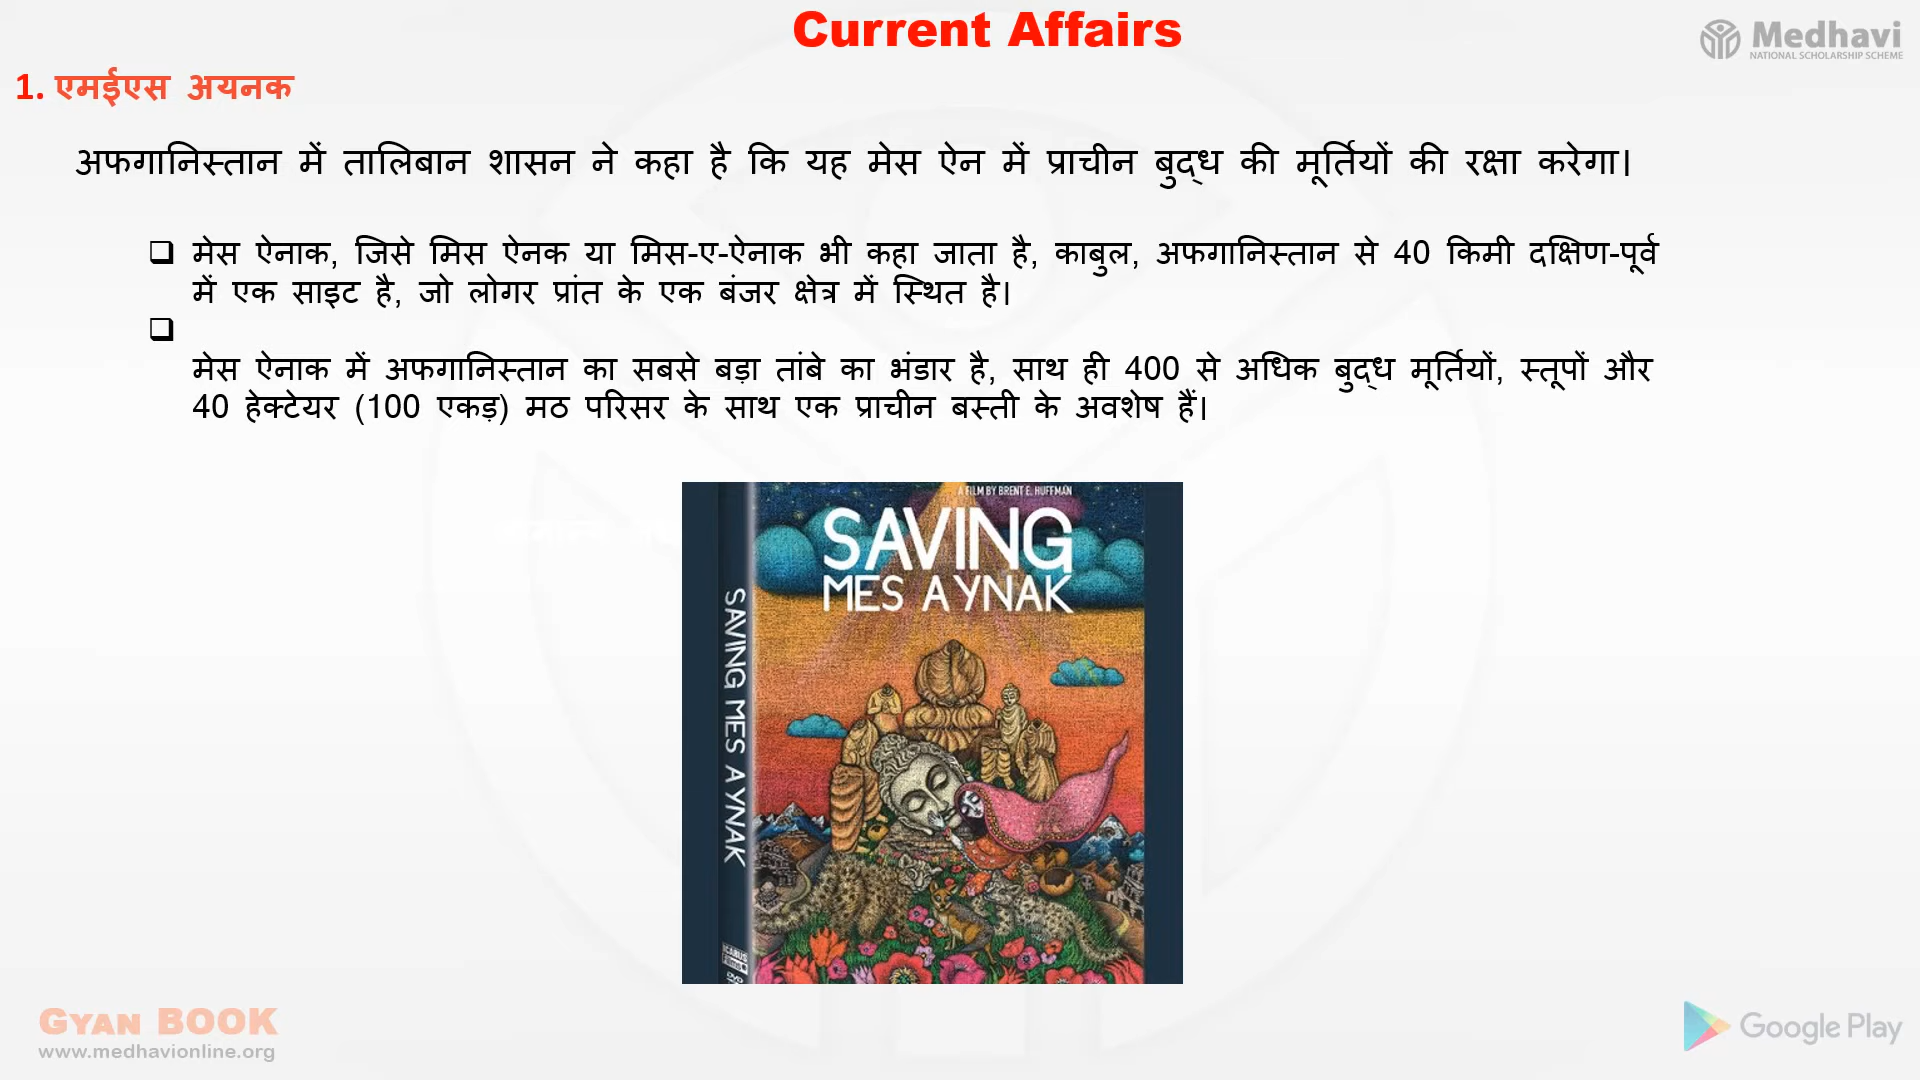 Current Affairs
Medhavi
NATIONAL SCHOLARSHIP SCHEME
1. एमईएस अयनक
अफगानिस्तान में तालिबान शासन ने कहा है कि यह मेस ऐन में प्राचीन बुद्ध की मूर्तियों की रक्षा करेगा।
मेस ऐनाक, जिसे मिस ऐनक या मिस-ए-ऐनाक भी कहा जाता है, काबुल, अफगानिस्तान से 40 किमी दक्षिण-पूर्व
में एक साइट है, जो लोगर प्रांत के एक बंजर क्षेत्र में स्थित है।
मेस ऐनाक में अफगानिस्तान का सबसे बड़ा तांबे का भंडार है, साथ ही 400 से अधिक बुद्ध मूर्तियों, स्तूपों और
40 हेक्टेयर (100 एकड़) मठ परिसर के साथ एक प्राचीन बस्ती के अवशेष हैं।
A FILM BY BRENT E. HUFFMAN
SAVING
MES AYNAK
SAVING MES AYNAK
ICARUS
Films
DVD
GYAN BOOK
www.medhavionline.org
Google Play